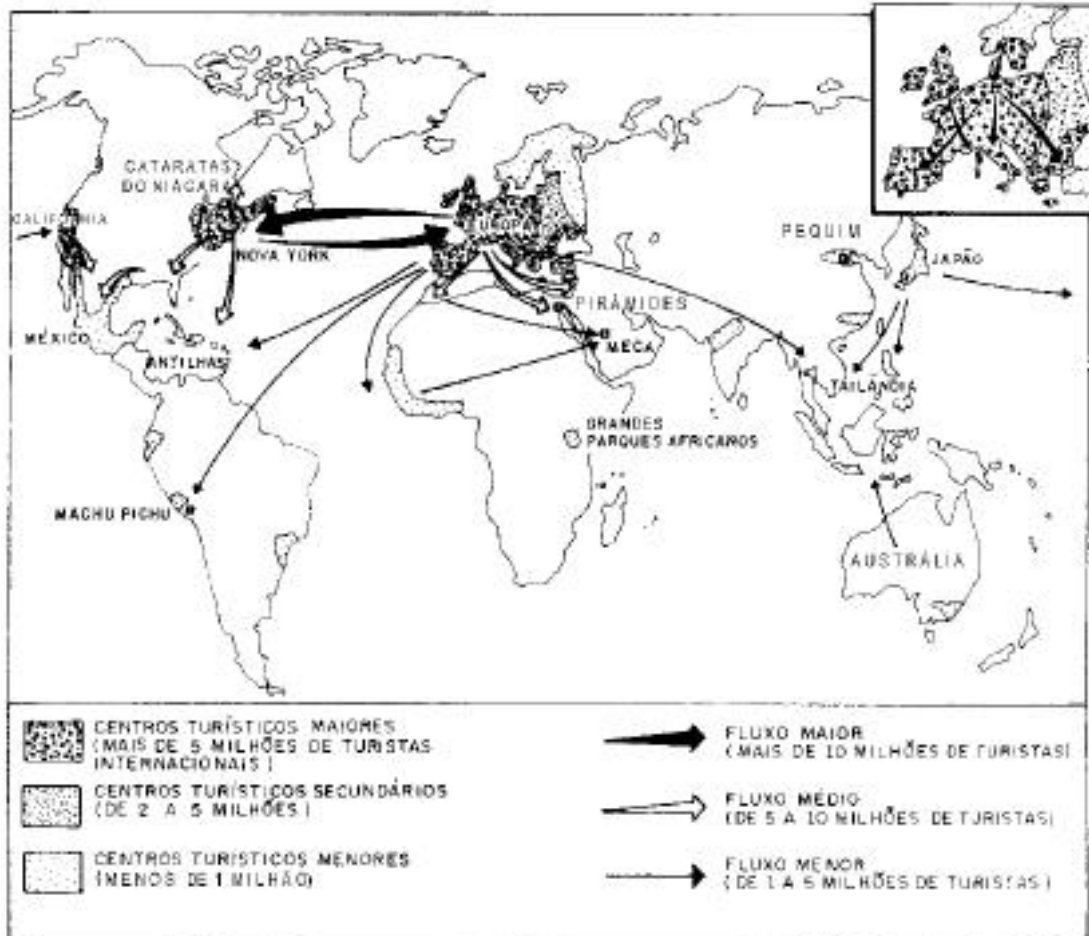 CATARATAS
DO NIÁGARA
CALIFÓRNIA
NOVA YORK
EUROPA
PEQUIM
JAPÃO
PIRÂMIDES
MÉXICO
ANTILHAS
MECA
TAILÂNDIA
GRANDES
PARQUES AFRICANOS
MACHU PICHU
AUSTRÁLIA
CENTROS TURÍSTICOS MAIORES
(MAIS DE 5 MILHÕES DE TURISTAS
INTERNACIONAIS)
CENTROS TURÍSTICOS SECUNDÁRIOS
(DE 2 A 5 MILHÕES)
CENTROS TURÍSTICOS MENORES
(MENOS DE 1 MILHÃO)
FLUXO MAIOR
(MAIS DE 10 MILHÕES DE TURISTAS)
FLUXO MÉDIO
(DE 5 A 10 MILHÕES DE TURISTAS)
FLUXO MENOR
(DE 1 A 5 MILHÕES DE TURISTAS)